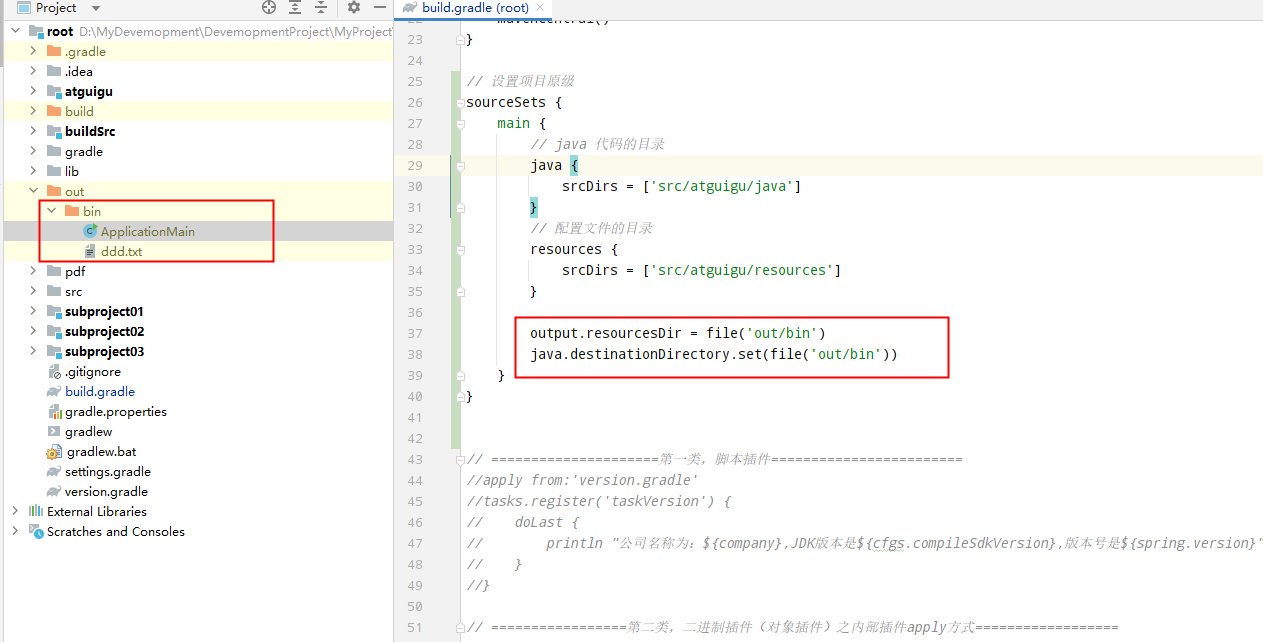 Project
root D:\MyDevemopment\DevemopmentProject\MyProject
.gradle
.idea
atguigu
build
buildSrc
gradle
lib
out
bin
ApplicationMain
ddd.txt
pdf
src
subproject01
subproject02
subproject03
.gitignore
build.gradle
gradle.properties
gradlew
gradlew.bat
settings.gradle
version.gradle
External Libraries
Scratches and Consoles
build.gradle (root)
23 }
24
25 // 设置项目原级
26 sourceSets {
27 main {
28 // java 代码的目录
29 java {
30 srcDirs = ['src/atguigu/java']
31 }
32 // 配置文件的目录
33 resources {
34 srcDirs = ['src/atguigu/resources']
35 }
36
37 output.resourcesDir = file('out/bin')
38 java.destinationDirectory.set(file('out/bin'))
39 }
40 }
41
42
43 // =====================第一类，脚本插件========================
44 //apply from:'version.gradle'
45 //tasks.register('taskVersion') {
46 // doLast {
47 // println "公司名称为：${company},JDK版本是${cfgs.compileSdkVersion},版本号是${spring.version}"
48 // }
49 //}
50
51 // =================第二类，二进制插件（对象插件）之内部插件apply方式==================